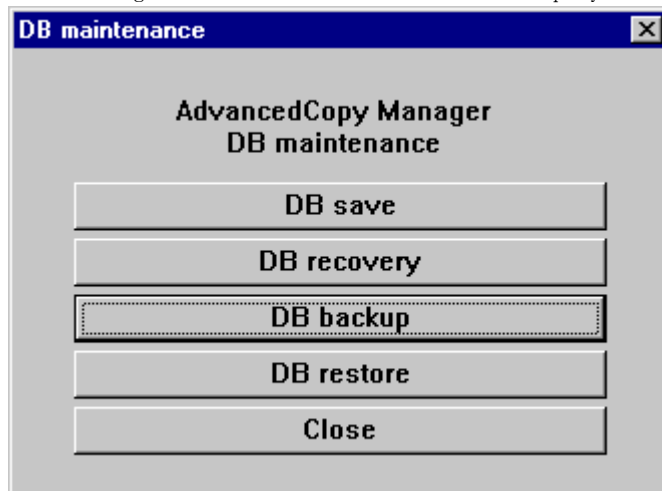 DB maintenance
AdvancedCopy Manager
DB maintenance
DB save
DB recovery
DB backup
DB restore
Close